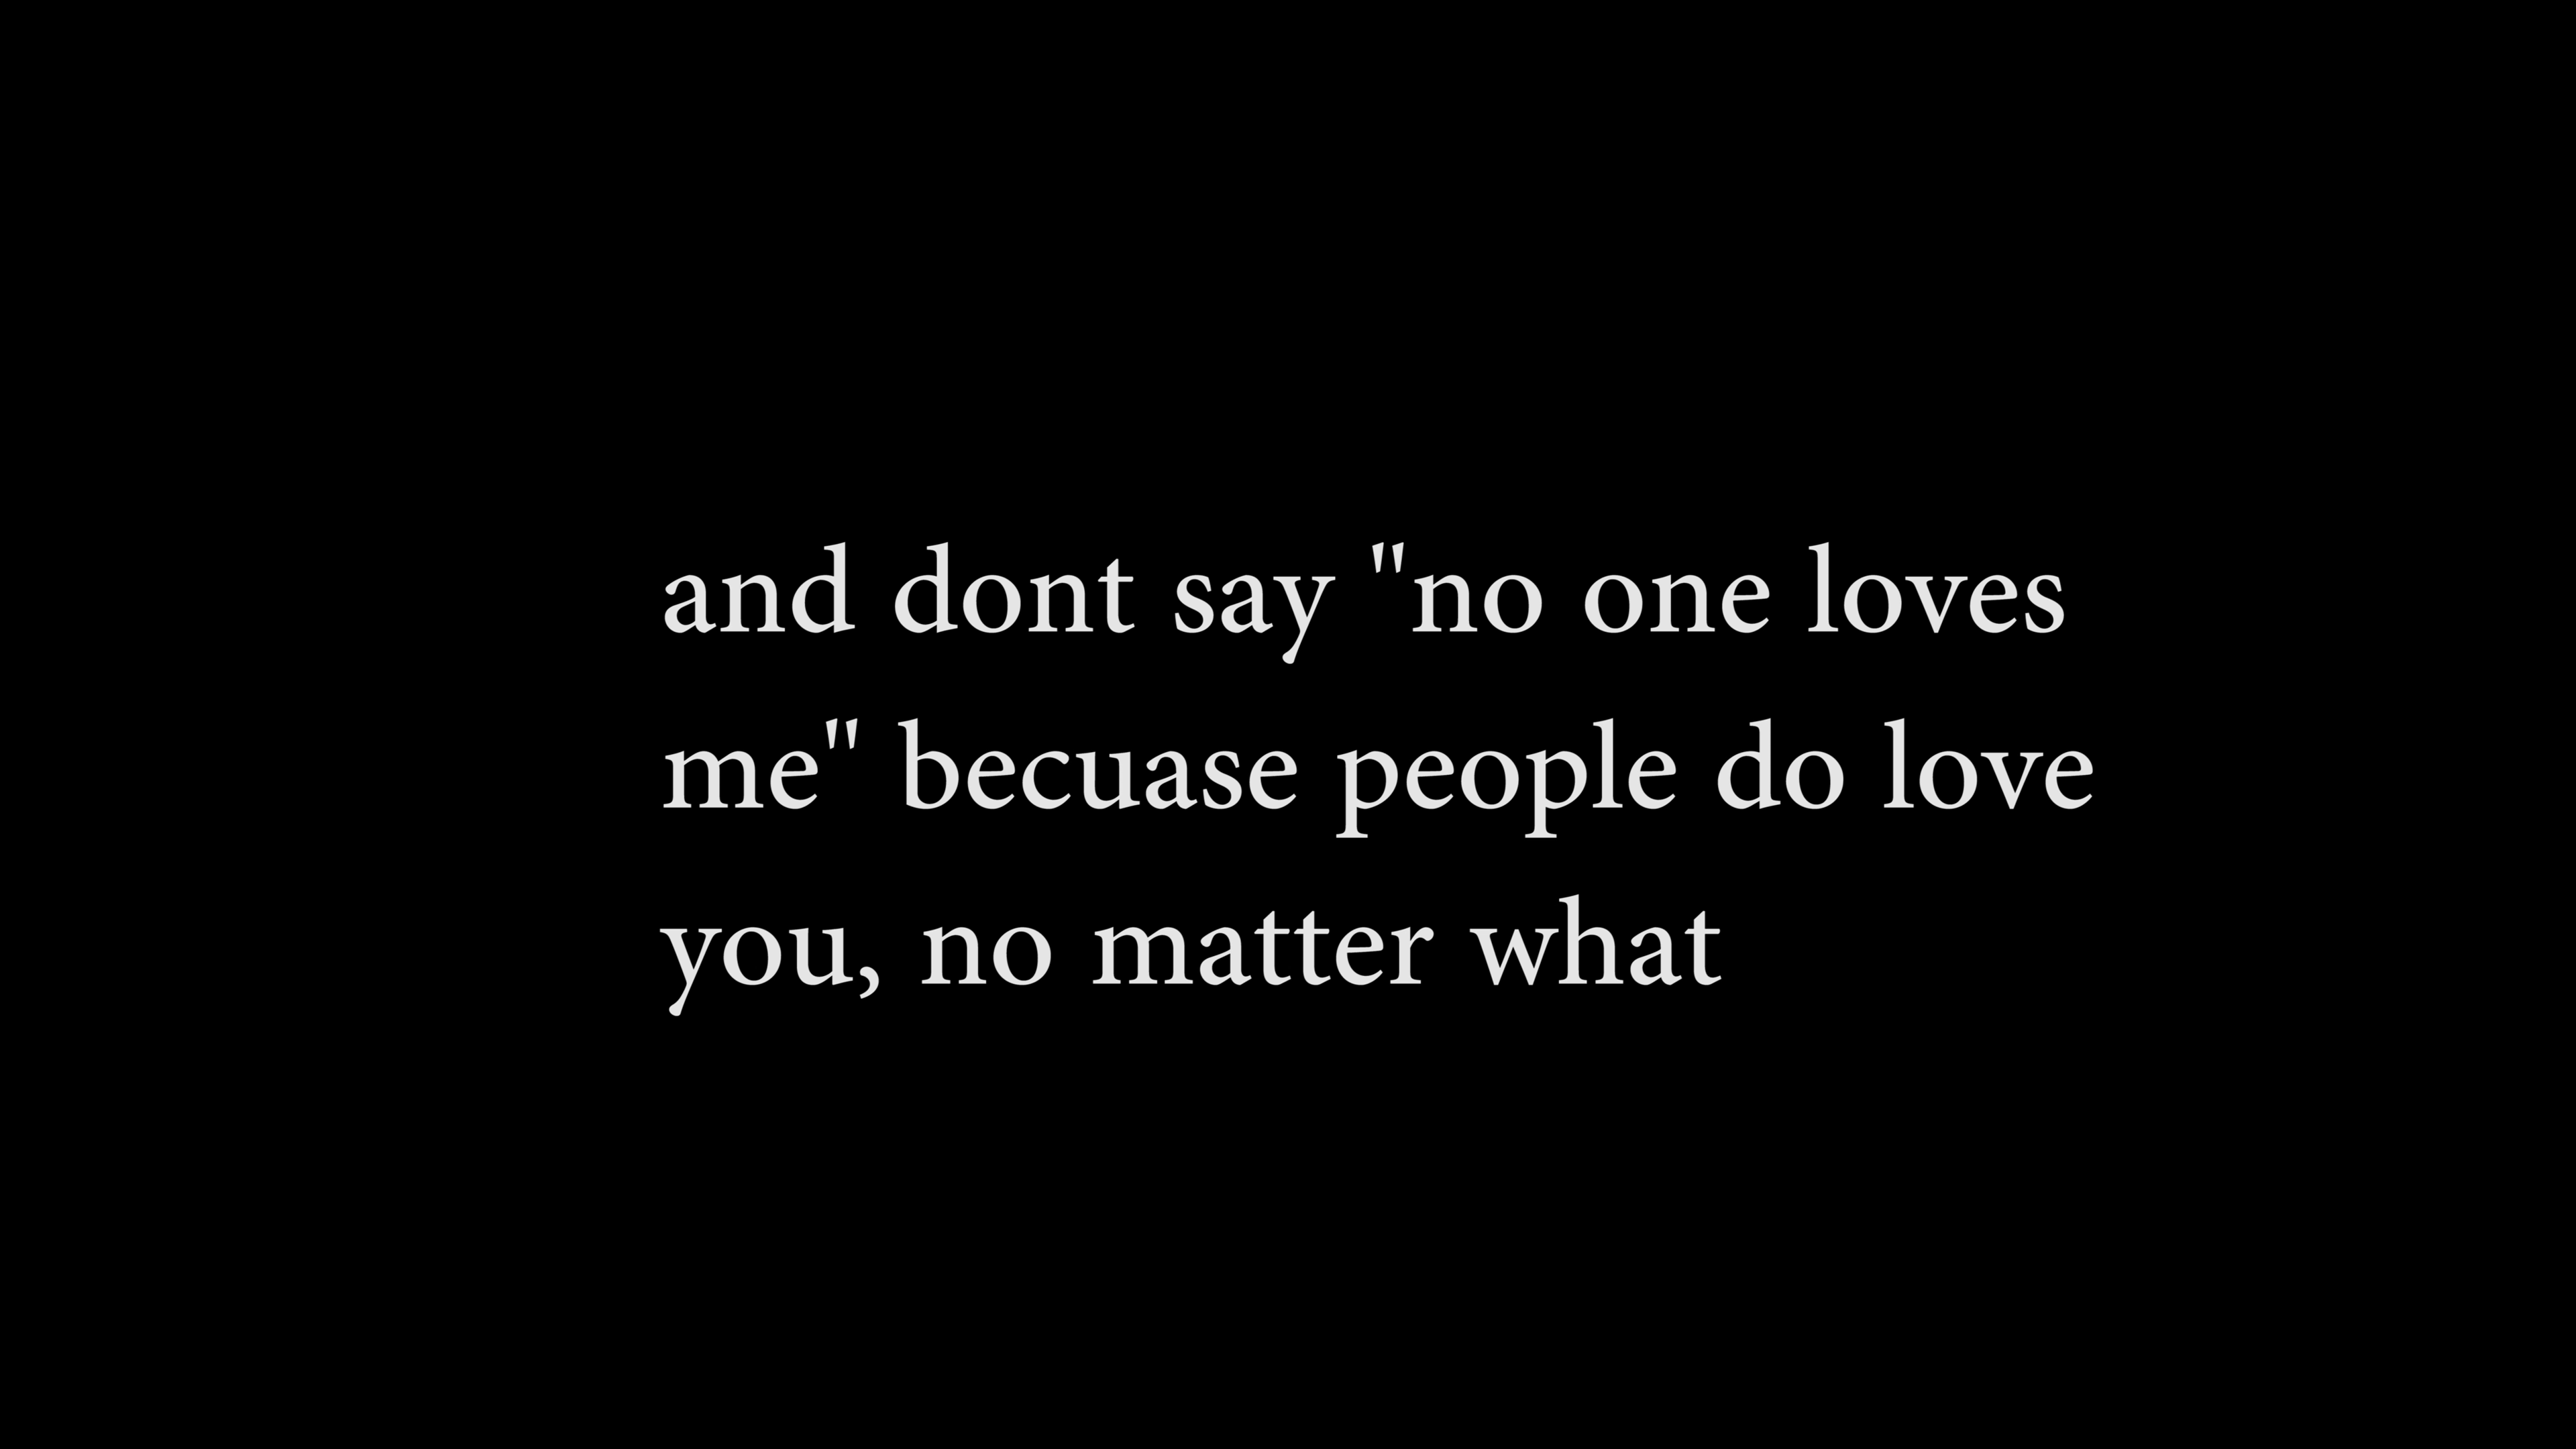 and dont say "no one loves
me" becuase people do love
you, no matter what